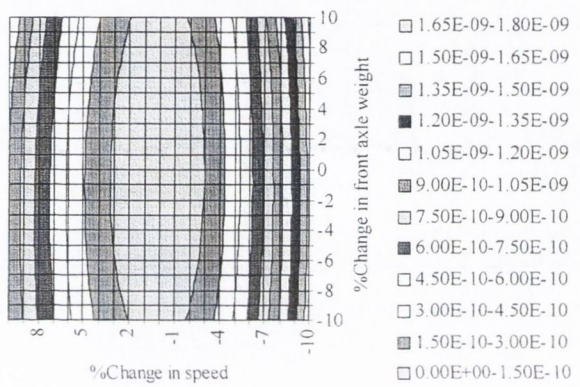 10
8
6
4
2
0
-2
-4
-6
-8
-10
%Change in front axle weight
8
5
2
-1
-4
-7
-10
%Change in speed
1.65E-09-1.80E-09
1.50E-09-1.65E-09
1.35E-09-1.50E-09
1.20E-09-1.35E-09
1.05E-09-1.20E-09
9.00E-10-1.05E-09
7.50E-10-9.00E-10
6.00E-10-7.50E-10
4.50E-10-6.00E-10
3.00E-10-4.50E-10
1.50E-10-3.00E-10
0.00E+00-1.50E-10